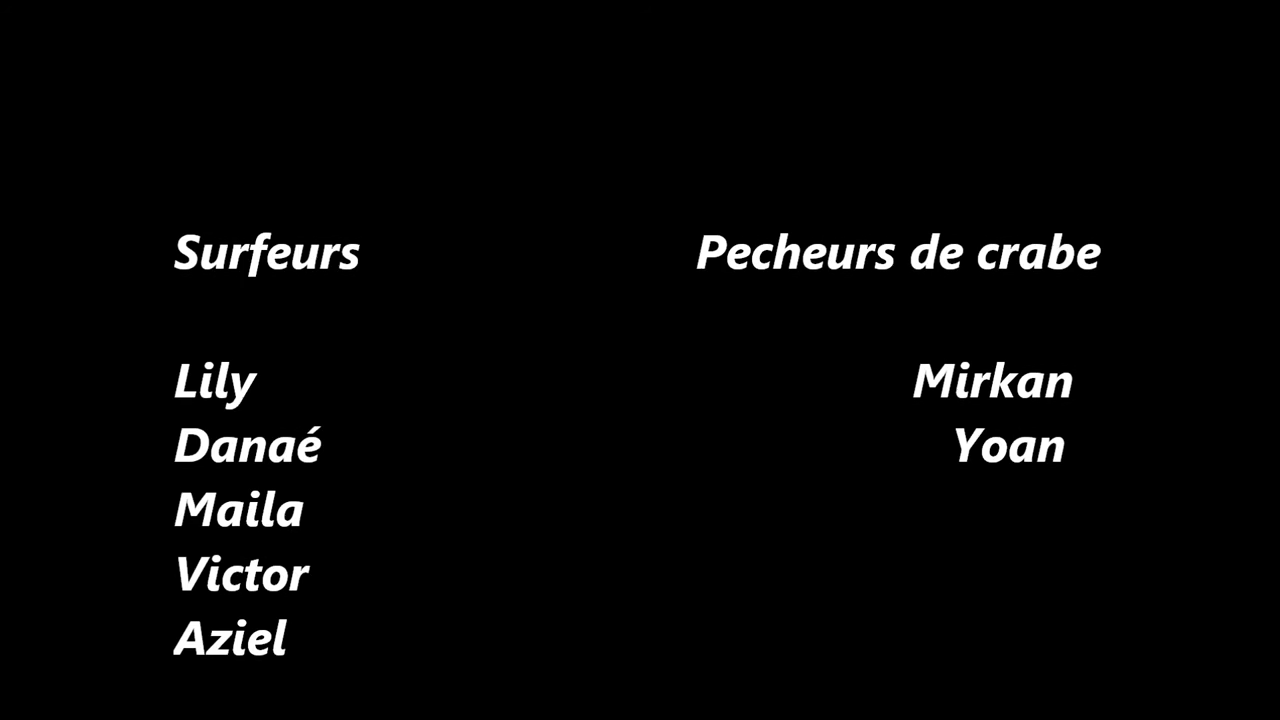 Surfeurs
Pecheurs de crabe
Lily
Mirkan
Danaé
Yoan
Maila
Victor
Aziel